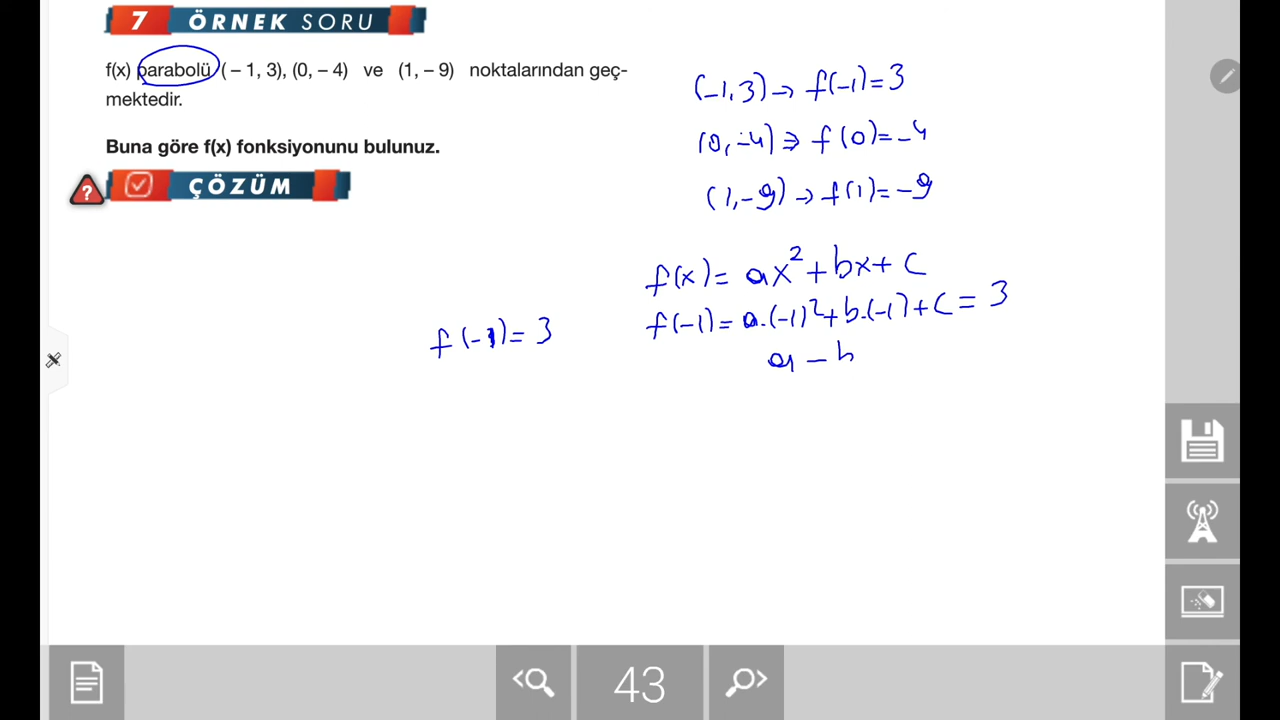 7 ÖRNEK SORU
f(x) parabolü (– 1, 3), (0, – 4) ve (1, – 9) noktalarından geç-
mektedir.
Buna göre f(x) fonksiyonunu bulunuz.
? ÇÖZÜM
(-1,3) → f(-1)=3
(0,-4) ⇒ f(0)=-4
(1,-9) → f(1)=-9
f(x)= ax²+bx+c
f(-1)= a.(-1)²+b.(-1)+c= 3
f(-1)= 3
a - b
43